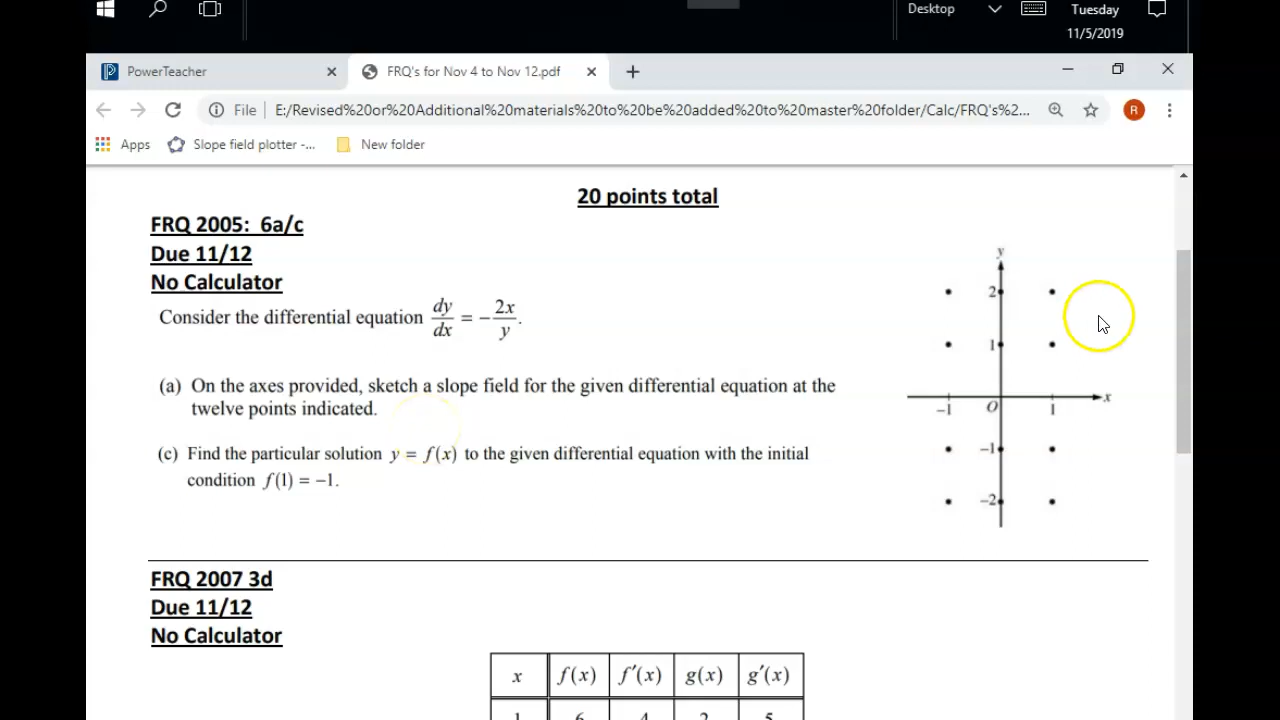 Desktop
Tuesday
11/5/2019
PowerTeacher
FRQ's for Nov 4 to Nov 12.pdf
File | E:/Revised%20or%20Additional%20materials%20to%20be%20added%20to%20master%20folder/Calc/FRQ's%2...
R
Apps
Slope field plotter -...
New folder
20 points total
FRQ 2005: 6a/c
Due 11/12
No Calculator
Consider the differential equation dy/dx = -2x/y.
(a) On the axes provided, sketch a slope field for the given differential equation at the
twelve points indicated.
(c) Find the particular solution y = f(x) to the given differential equation with the initial
condition f(1) = −1.
y
2
1
-1 O 1 x
-1
-2
FRQ 2007 3d
Due 11/12
No Calculator
x f(x) f′(x) g(x) g′(x)
1 6 4 2 5